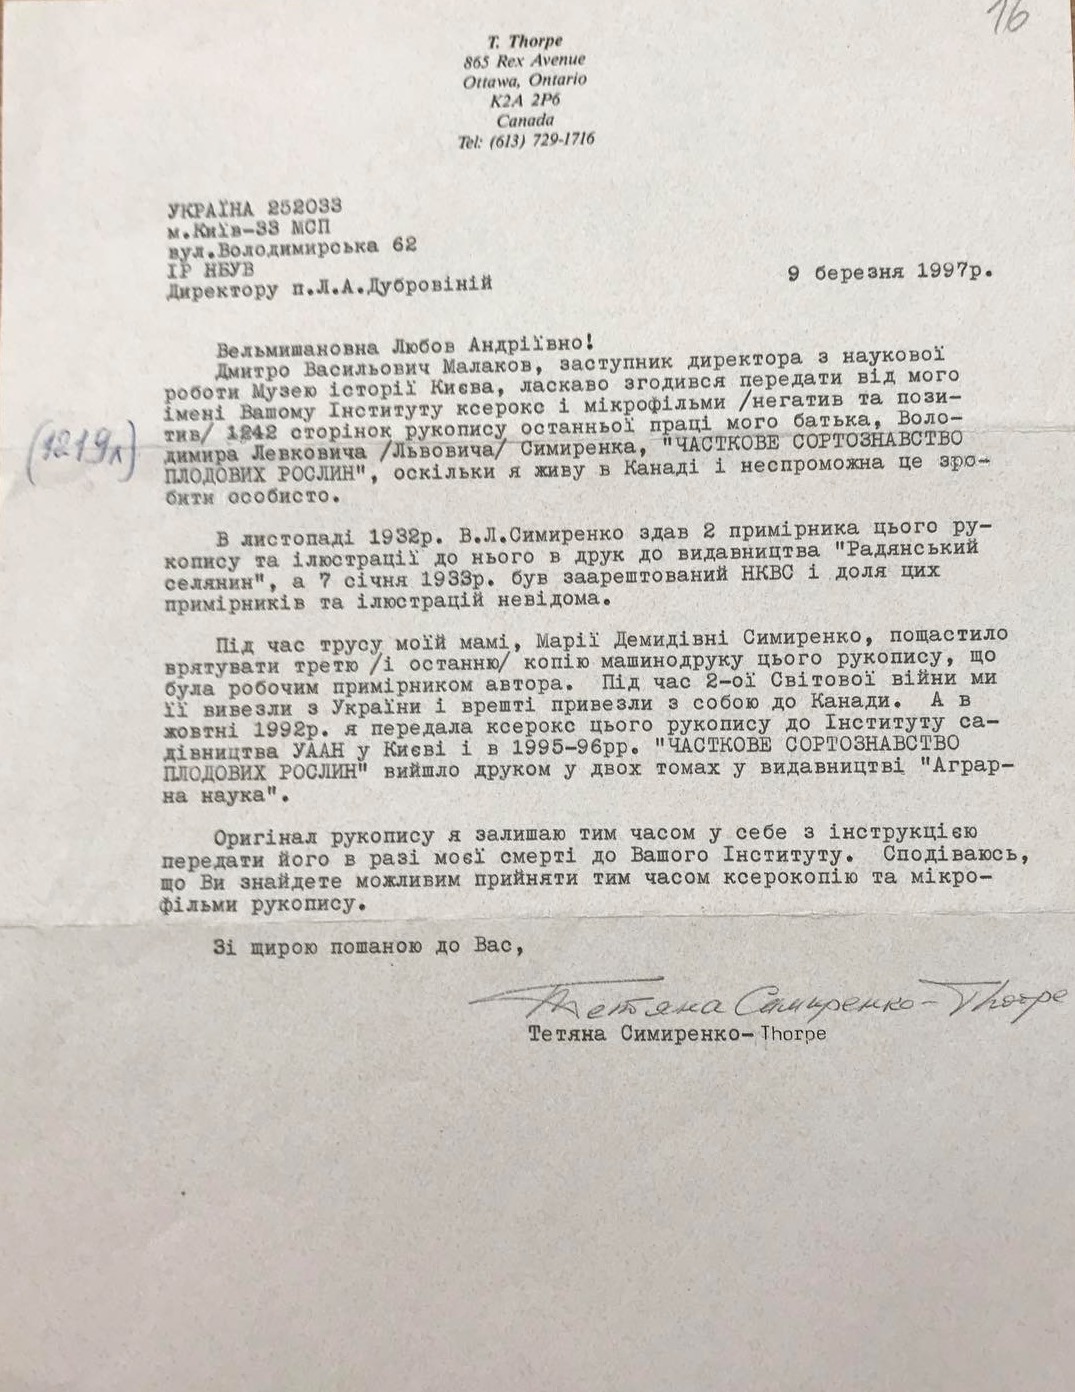 16
T. Thorpe
865 Rex Avenue
Ottawa, Ontario
K2A 2P6
Canada
Tel: (613) 729-1716
УКРАЇНА 252033
м.Київ-33 МСП
вул.Володимирська 62
ІР НБУВ
Директору п.Л.А.Дубровіній
9 березня 1997р.
Вельмишановна Любов Андріївно!
Дмитро Васильович Малаков, заступник директора з наукової
роботи Музею історії Києва, ласкаво згодився передати від мого
імені Вашому Інституту ксерокс і мікрофільми /негатив та пози-
тив/ 1242 сторінок рукопису останньої праці мого батька, Воло-
(1219л)
димира Левковича /Львовича/ Симиренка, "ЧАСТКОВЕ СОРТОЗНАВСТВО
ПЛОДОВИХ РОСЛИН", оскільки я живу в Канаді і неспроможна це зро-
бити особисто.
В листопаді 1932р. В.Л.Симиренко здав 2 примірника цього ру-
копису та ілюстрації до нього в друк до видавництва "Радянський
селянин", а 7 січня 1933р. був заарештований НКВС і доля цих
примірників та ілюстрацій невідома.
Під час трусу моїй мамі, Марії Демидівні Симиренко, пощастило
врятувати третю /і останню/ копію машинодруку цього рукопису, що
була робочим примірником автора. Під час 2-ої Світової війни ми
її вивезли з України і врешті привезли з собою до Канади. А в
жовтні 1992р. я передала ксерокс цього рукопису до Інституту са-
дівництва УААН у Києві і в 1995-96рр. "ЧАСТКОВЕ СОРТОЗНАВСТВО
ПЛОДОВИХ РОСЛИН" вийшло друком у двох томах у видавництві "Аграр-
на наука".
Оригінал рукопису я залишаю тим часом у себе з інструкцією
передати його в разі моєї смерті до Вашого Інституту. Сподіваюсь,
що Ви знайдете можливим прийняти тим часом ксерокопію та мікро-
фільми рукопису.
Зі щирою пошаною до Вас,
Тетяна Симиренко-Thorpe
Тетяна Симиренко-Thorpe